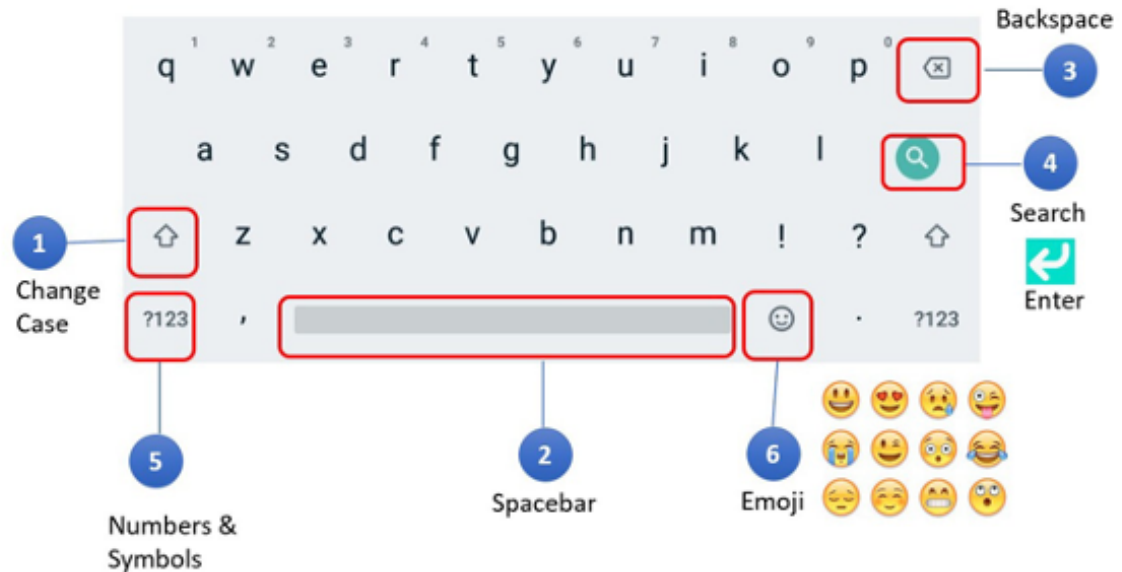 Backspace
1 2 3 4 5 6 7 8 9 0
q w e r t y u i o p
3
a s d f g h j k l
4
Search
Enter
1
Change
Case
z x c v b n m ! ?
?123 , . ?123
5
Numbers &
Symbols
2
Spacebar
6
Emoji